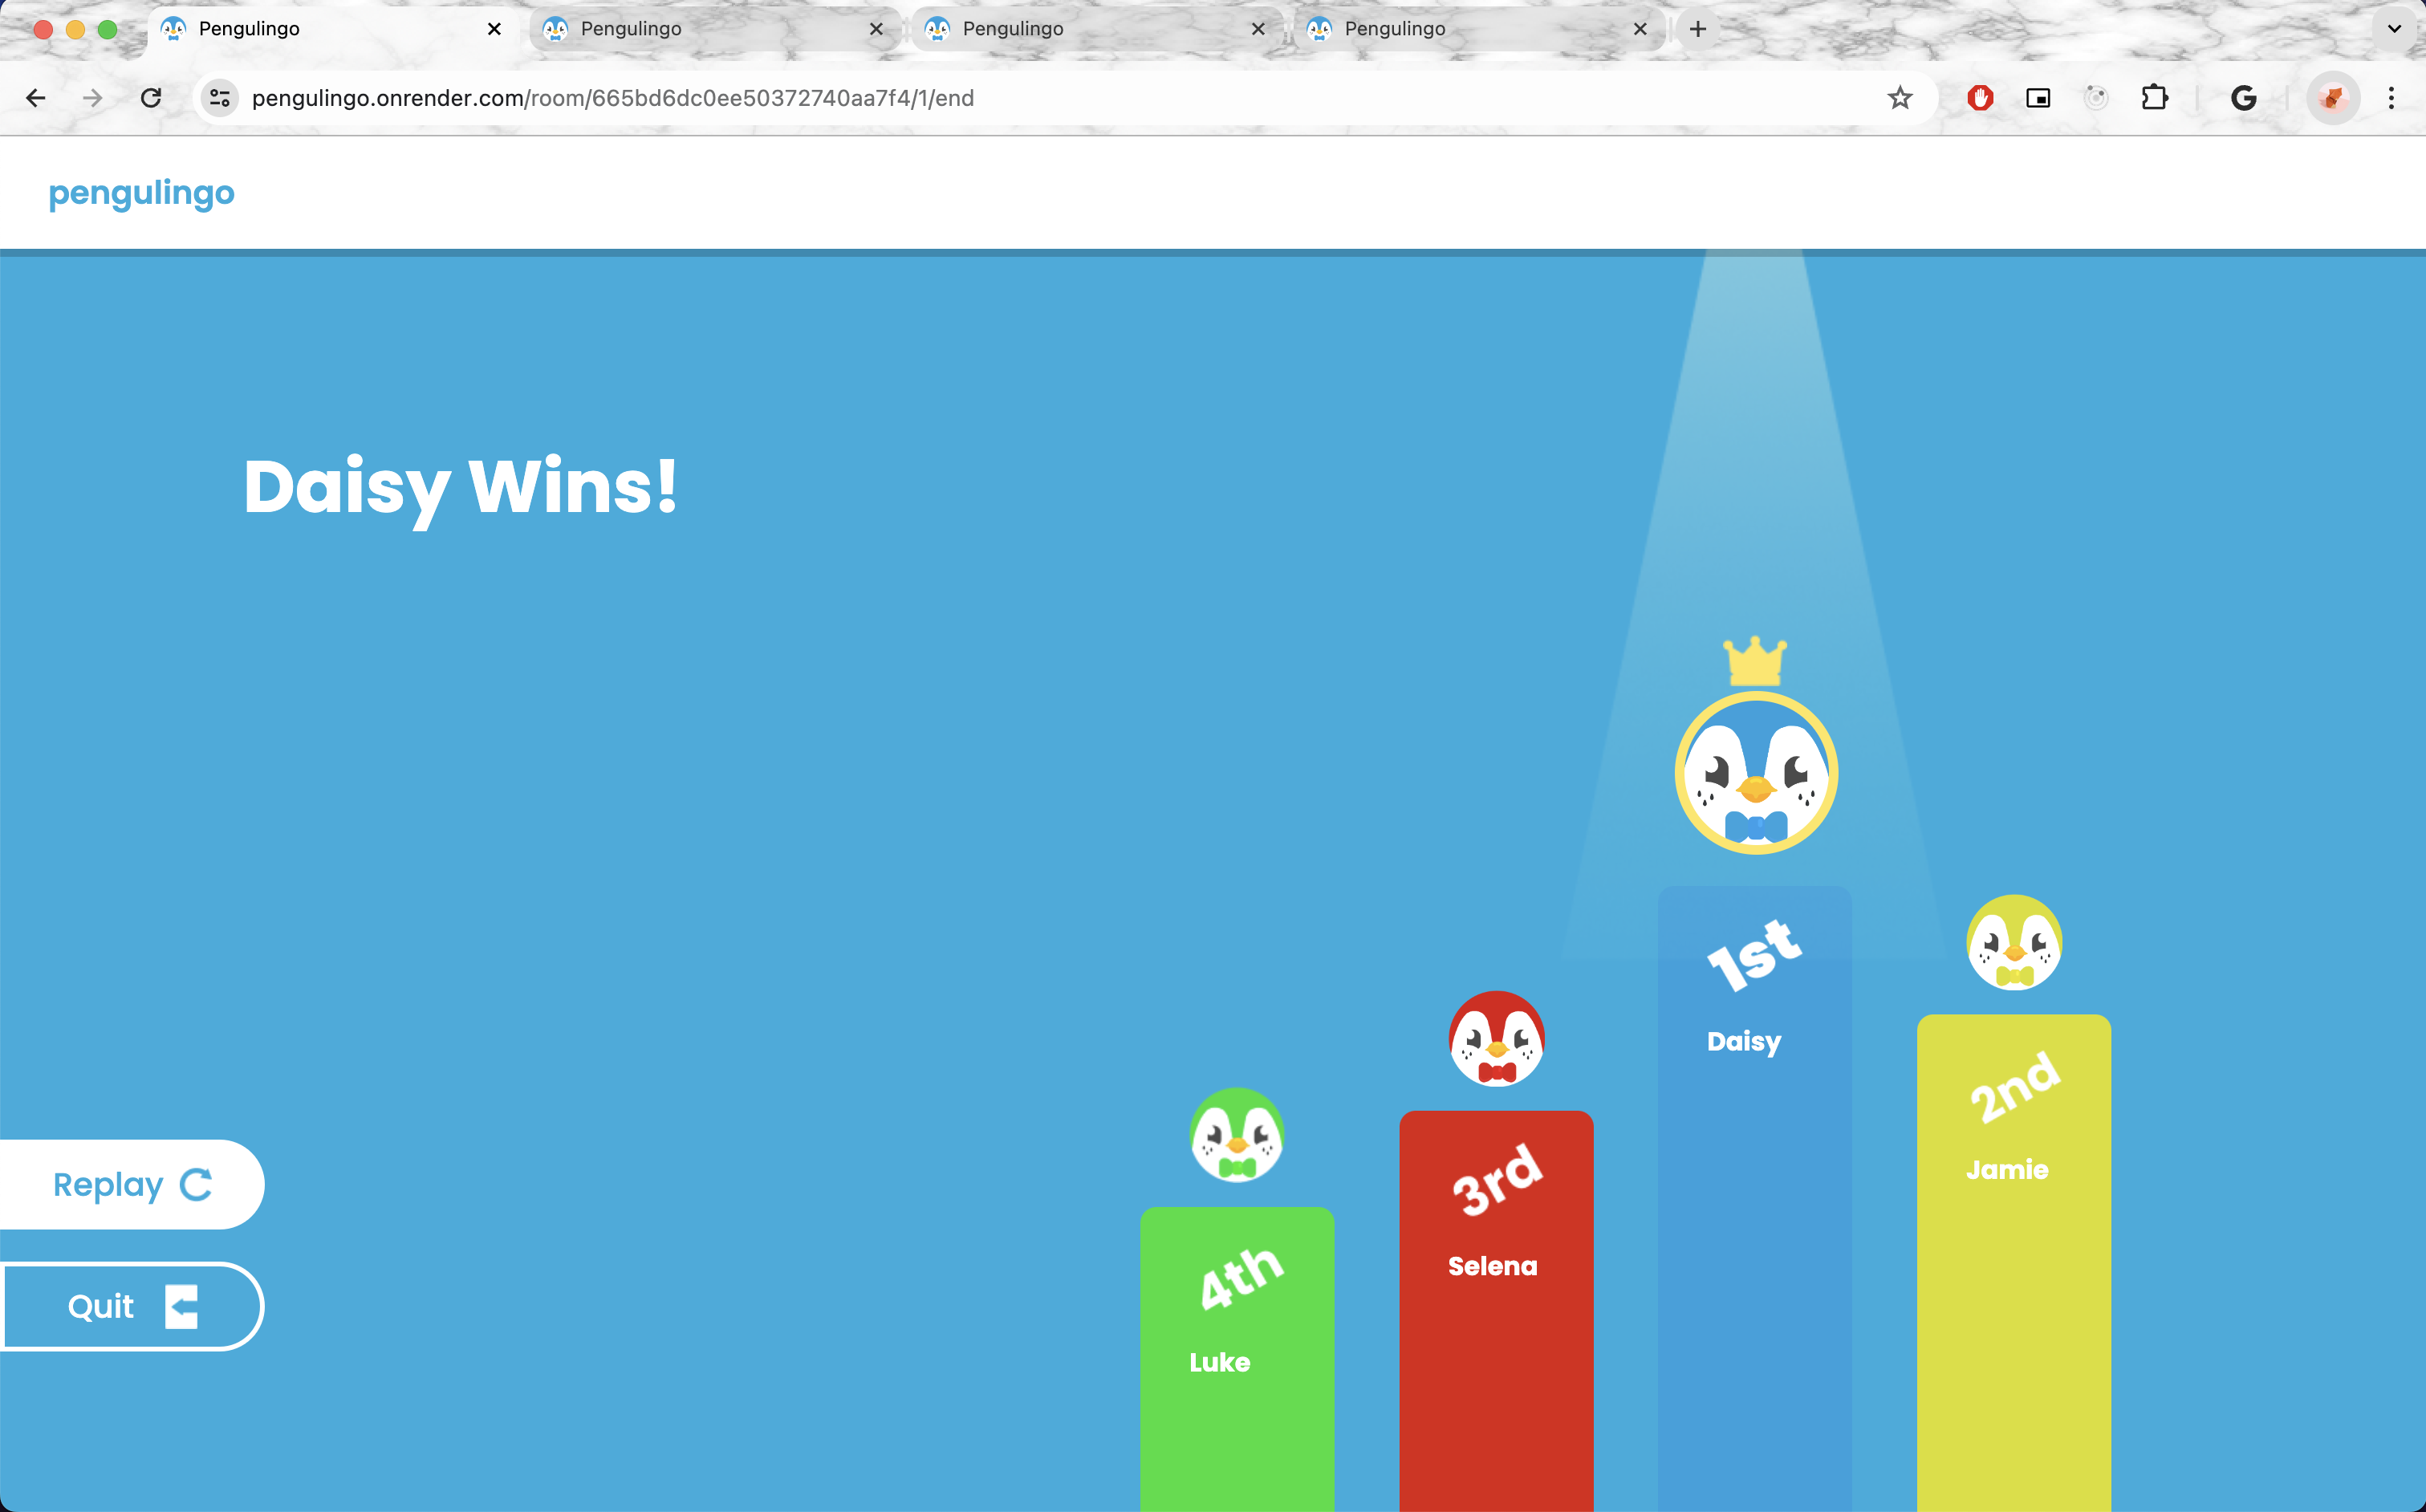 Pengulingo
Pengulingo
Pengulingo
Pengulingo
pengulingo.onrender.com/room/665bd6dc0ee50372740aa7f4/1/end
pengulingo
Daisy Wins!
1st
Daisy
2nd
Jamie
3rd
Selena
4th
Luke
Replay
Quit